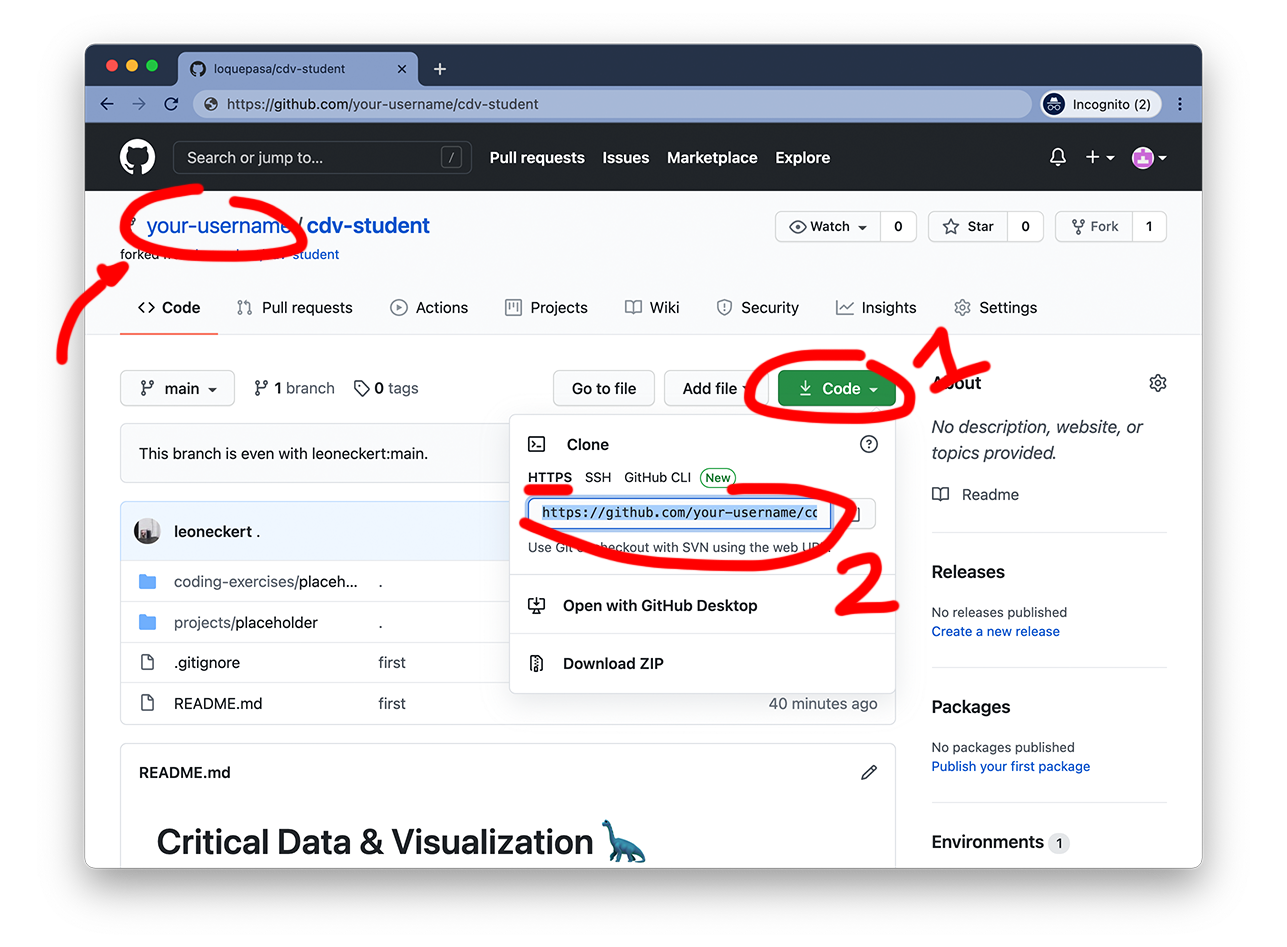 loquepasa/cdv-student
https://github.com/your-username/cdv-student
Incognito (2)
Search or jump to... /
Pull requests Issues Marketplace Explore
your-username / cdv-student
Watch 0 Star 0 Fork 1
forked student
Code Pull requests Actions Projects Wiki Security Insights Settings
1
main 1 branch 0 tags Go to file Add file Code
About
No description, website, or
topics provided.
Readme
Clone
HTTPS SSH GitHub CLI New
https://github.com/your-username/cd
Use Git checkout with SVN using the web
2
Open with GitHub Desktop
Download ZIP
This branch is even with leoneckert:main.
leoneckert .
coding-exercises/placeh... .
projects/placeholder .
.gitignore first
README.md first 40 minutes ago
Releases
No releases published
Create a new release
Packages
No packages published
Publish your first package
Environments 1
README.md
Critical Data & Visualization 🦕